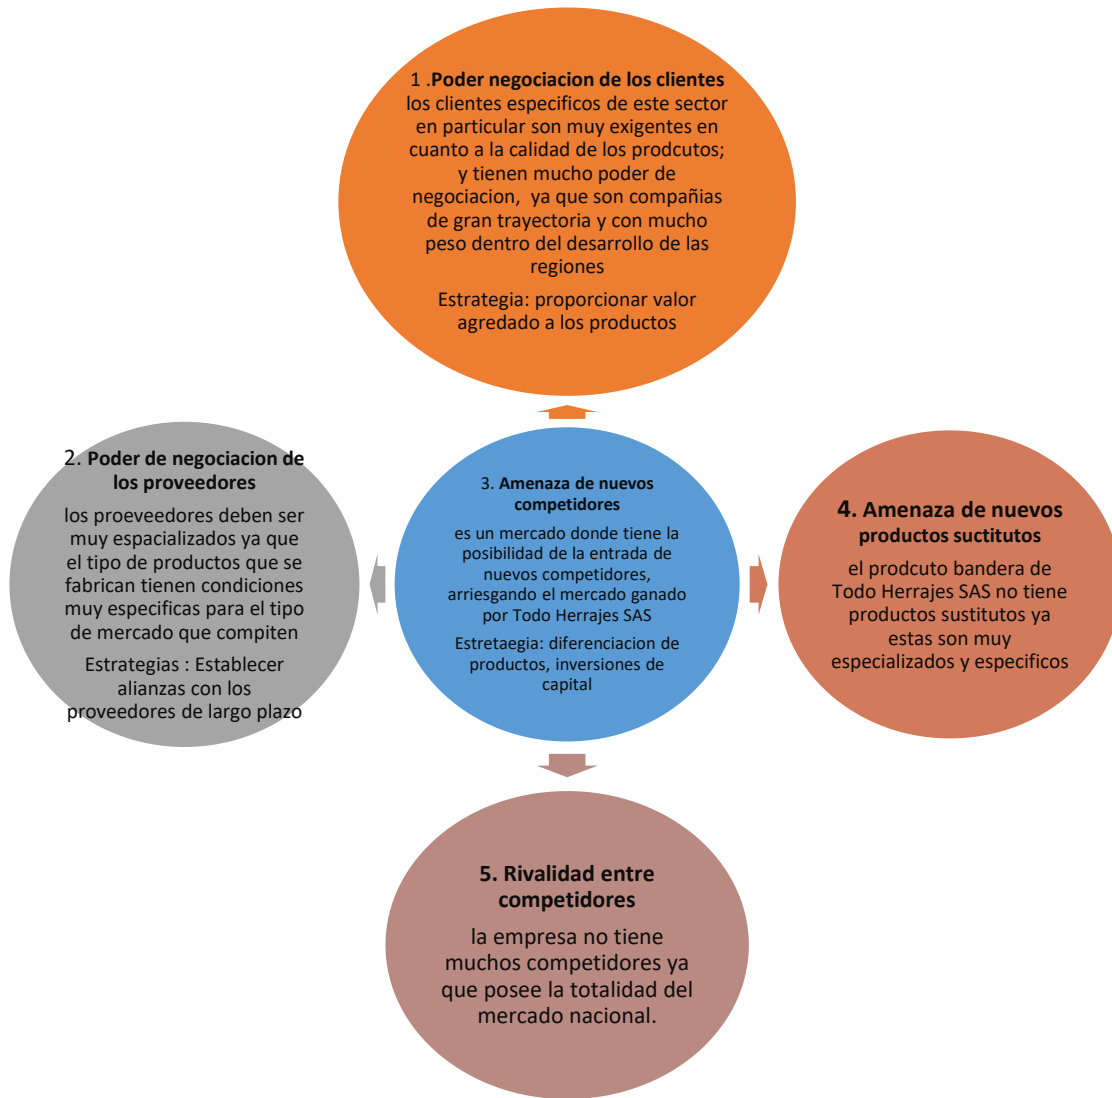 1 .Poder negociacion de los clientes
los clientes especificos de este sector
en particular son muy exigentes en
cuanto a la calidad de los prodcutos;
y tienen mucho poder de
negociacion, ya que son compañias
de gran trayectoria y con mucho
peso dentro del desarrollo de las
regiones
Estrategia: proporcionar valor
agredado a los productos
2. Poder de negociacion de
los proveedores
los proeveedores deben ser
muy espacializados ya que
el tipo de productos que se
fabrican tienen condiciones
muy especificas para el tipo
de mercado que compiten
Estrategias : Establecer
alianzas con los
proveedores de largo plazo
3. Amenaza de nuevos
competidores
es un mercado donde tiene la
posibilidad de la entrada de
nuevos competidores,
arriesgando el mercado ganado
por Todo Herrajes SAS
Estretaegia: diferenciacion de
productos, inversiones de
capital
4. Amenaza de nuevos
productos suctitutos
el prodcuto bandera de
Todo Herrajes SAS no tiene
productos sustitutos ya
estas son muy
especializados y especificos
5. Rivalidad entre
competidores
la empresa no tiene
muchos competidores ya
que posee la totalidad del
mercado nacional.